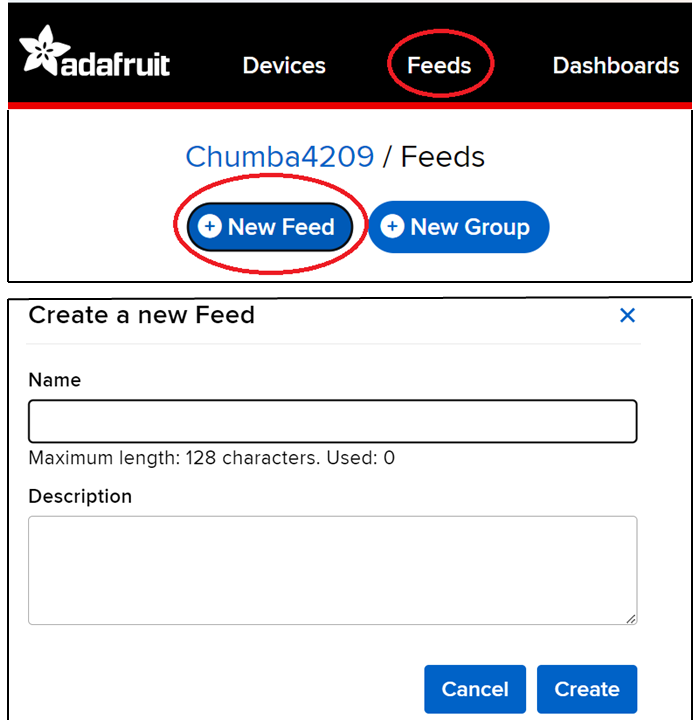 adafruit Devices Feeds Dashboards
Chumba4209 / Feeds
New Feed New Group
Create a new Feed
Name
Maximum length: 128 characters. Used: 0
Description
Cancel Create